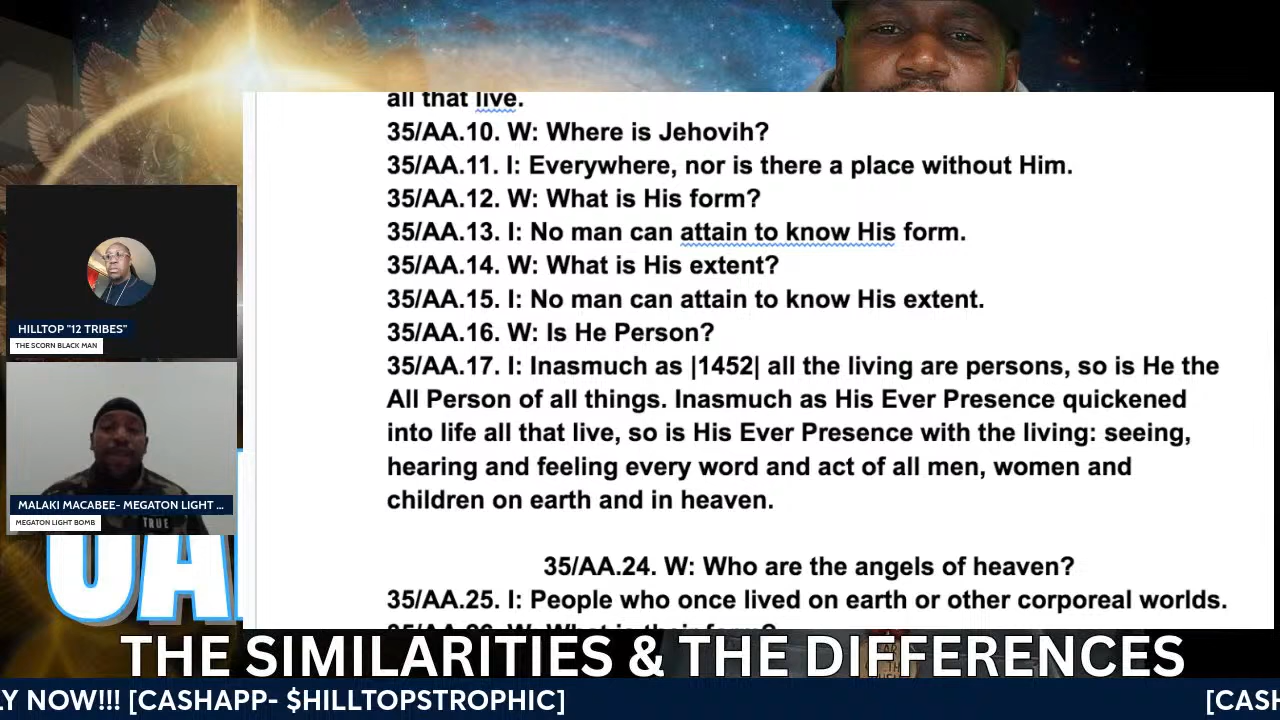 all that live.
35/AA.10. W: Where is Jehovih?
35/AA.11. I: Everywhere, nor is there a place without Him.
35/AA.12. W: What is His form?
35/AA.13. I: No man can attain to know His form.
35/AA.14. W: What is His extent?
35/AA.15. I: No man can attain to know His extent.
35/AA.16. W: Is He Person?
35/AA.17. I: Inasmuch as |1452| all the living are persons, so is He the
All Person of all things. Inasmuch as His Ever Presence quickened
into life all that live, so is His Ever Presence with the living: seeing,
hearing and feeling every word and act of all men, women and
children on earth and in heaven.
35/AA.24. W: Who are the angels of heaven?
35/AA.25. I: People who once lived on earth or other corporeal worlds.
HILLTOP "12 TRIBES"
THE SCORN BLACK MAN
MALAKI MACABEE- MEGATON LIGHT ...
MEGATON LIGHT BOMB
TRUE
THE SIMILARITIES & THE DIFFERENCES
LY NOW!!! [CASHAPP- $HILLTOPSTROPHIC]
[CASH